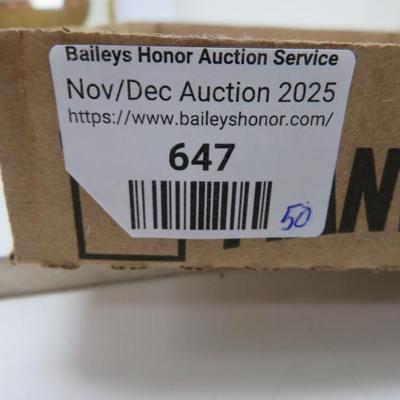 Baileys Honor Auction Service
Nov/Dec Auction 2025
https://www.baileyshonor.com/
647
50